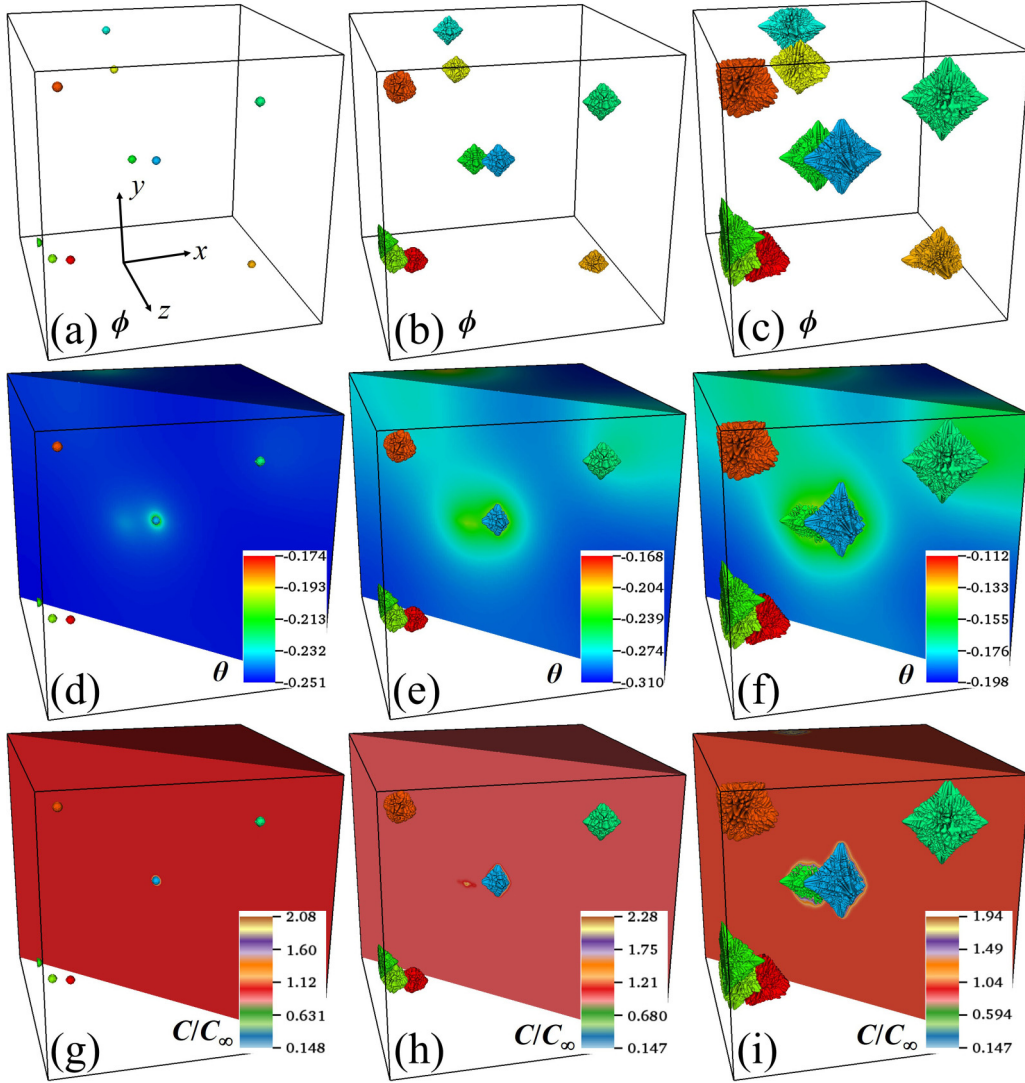 y
x
z
(a) ϕ
(b) ϕ
(c) ϕ
-0.174
-0.193
-0.213
-0.232
-0.251
(d) θ
-0.168
-0.204
-0.239
-0.274
-0.310
(e) θ
-0.112
-0.133
-0.155
-0.176
-0.198
(f) θ
2.08
1.60
1.12
0.631
0.148
(g) C/C∞
2.28
1.75
1.21
0.680
0.147
(h) C/C∞
1.94
1.49
1.04
0.594
0.147
(i) C/C∞